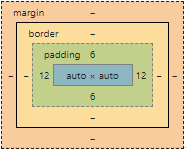 margin –
border –
padding 6
– – 12 auto × auto 12 – –
6
–
–